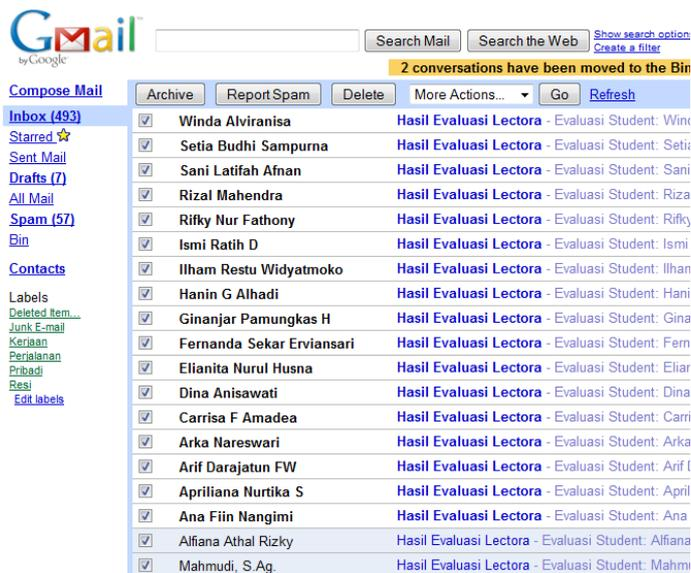 Gmail™
by Google
Search Mail
Search the Web
Show search options
Create a filter
2 conversations have been moved to the Bin
Compose Mail
Inbox (493)
Starred
Sent Mail
Drafts (7)
All Mail
Spam (57)
Bin
Contacts
Labels
Deleted Item...
Junk E-mail
Kerjaan
Perjalanan
Pribadi
Resi
Edit labels
Archive Report Spam Delete More Actions... Go Refresh
Winda Alviranisa Hasil Evaluasi Lectora - Evaluasi Student: Wind
Setia Budhi Sampurna Hasil Evaluasi Lectora - Evaluasi Student: Setia
Sani Latifah Afnan Hasil Evaluasi Lectora - Evaluasi Student: Sani
Rizal Mahendra Hasil Evaluasi Lectora - Evaluasi Student: Riza
Rifky Nur Fathony Hasil Evaluasi Lectora - Evaluasi Student: Rifky
Ismi Ratih D Hasil Evaluasi Lectora - Evaluasi Student: Ismi
Ilham Restu Widyatmoko Hasil Evaluasi Lectora - Evaluasi Student: Ilham
Hanin G Alhadi Hasil Evaluasi Lectora - Evaluasi Student: Hani
Ginanjar Pamungkas H Hasil Evaluasi Lectora - Evaluasi Student: Gina
Fernanda Sekar Erviansari Hasil Evaluasi Lectora - Evaluasi Student: Fern
Elianita Nurul Husna Hasil Evaluasi Lectora - Evaluasi Student: Elian
Dina Anisawati Hasil Evaluasi Lectora - Evaluasi Student: Dina
Carrisa F Amadea Hasil Evaluasi Lectora - Evaluasi Student: Carri
Arka Nareswari Hasil Evaluasi Lectora - Evaluasi Student: Arka
Arif Darajatun FW Hasil Evaluasi Lectora - Evaluasi Student: Arif
Apriliana Nurtika S Hasil Evaluasi Lectora - Evaluasi Student: April
Ana Fiin Nangimi Hasil Evaluasi Lectora - Evaluasi Student: Ana
Alfiana Athal Rizky Hasil Evaluasi Lectora - Evaluasi Student: Alfiana
Mahmudi, S.Ag. Hasil Evaluasi Lectora - Evaluasi Student: Mahm